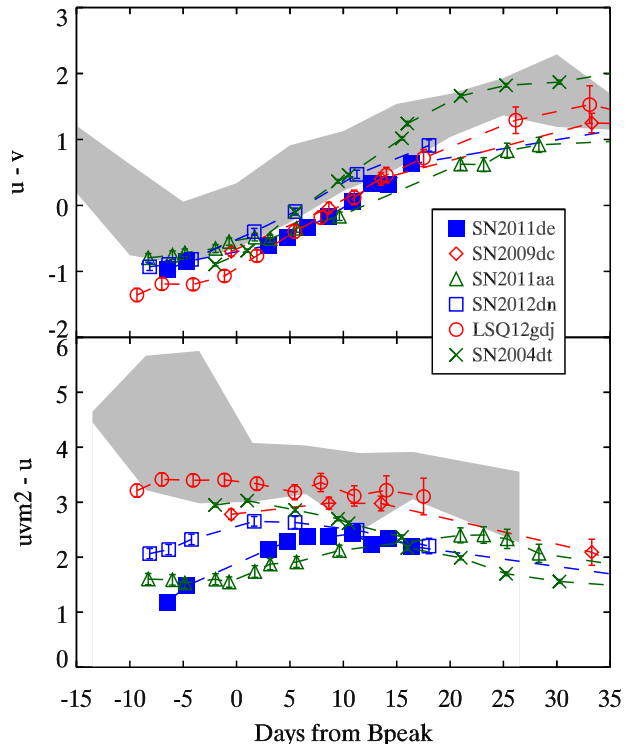 3
2
1
0
-1
-2
u - v
SN2011de
SN2009dc
SN2011aa
SN2012dn
LSQ12gdj
SN2004dt
6
5
4
3
2
1
0
uvm2 - u
-15 -10 -5 0 5 10 15 20 25 30 35
Days from Bpeak